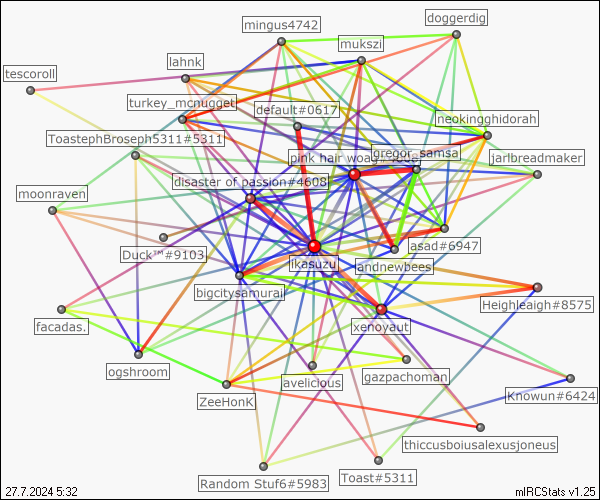 doggerdig
mingus4742
mukszi
lahnk
tescoroll
turkey_mcnugget
default#0617
neokingghidorah
ToastephBroseph5311#5311
gregor_samsa
pink hair woa
jarlbreadmaker
disaster of passion#4608
moonraven
asad#6947
Duck™#9103
ikasuzu
landnewbees
bigcitysamurai
Heighleaigh#8575
xenoyaut
facadas.
ogshroom
gazpachoman
avelicious
Knowun#6424
ZeeHonK
thiccusboiusalexusjoneus
Random Stuf6#5983
Toast#5311
27.7.2024 5:32
mIRCStats v1.25